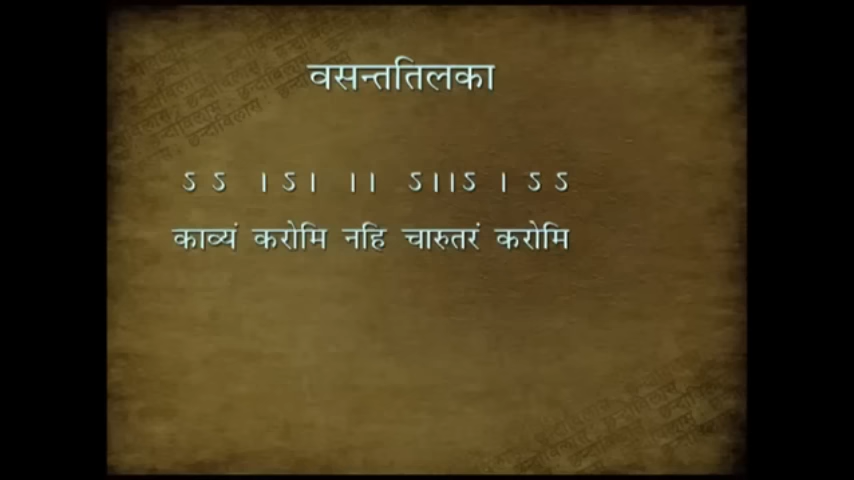 वसन्ततिलका
ऽ ऽ । ऽ । । । ऽ । । ऽ । ऽ ऽ
काव्यं करोमि नहि चारुतरं करोमि